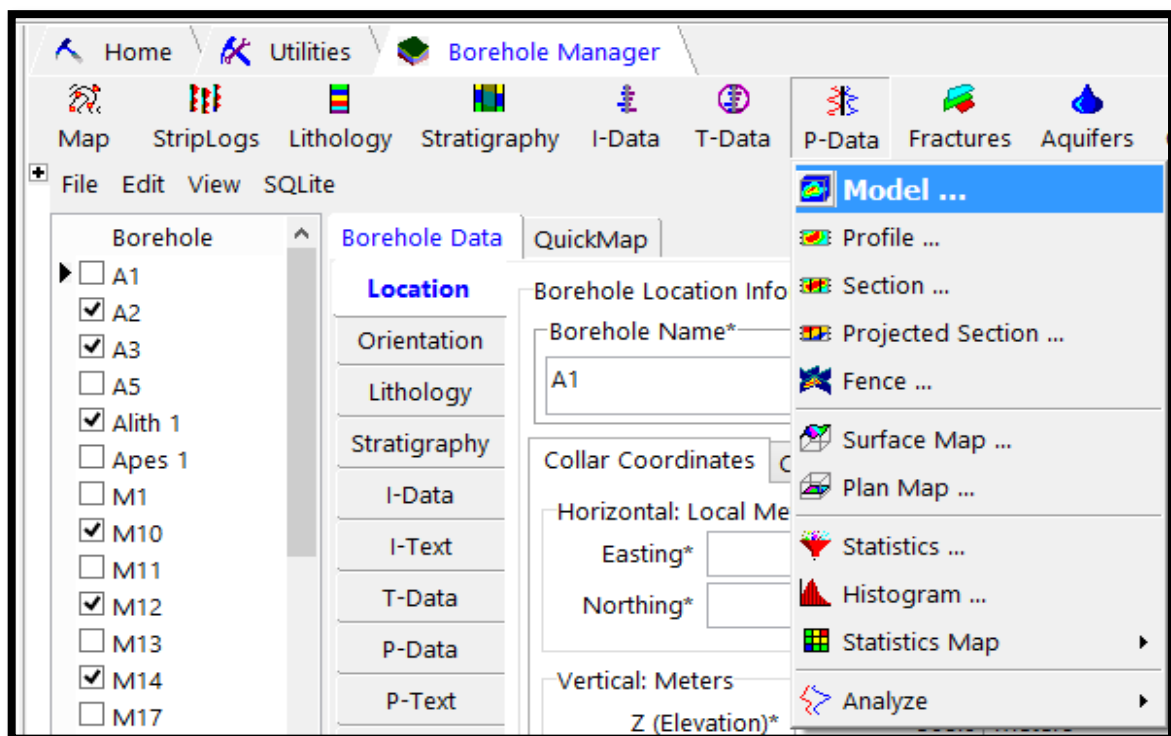 Home Utilities Borehole Manager
Map StripLogs Lithology Stratigraphy I-Data T-Data P-Data Fractures Aquifers
File Edit View SQLite
Borehole
A1
A2
A3
A5
Alith 1
Apes 1
M1
M10
M11
M12
M13
M14
M17
Borehole Data QuickMap
Location
Orientation
Lithology
Stratigraphy
I-Data
I-Text
T-Data
P-Data
P-Text
Borehole Location Info
Borehole Name*
A1
Collar Coordinates
Horizontal: Local Me
Easting*
Northing*
Vertical: Meters
Z (Elevation)*
Model ...
Profile ...
Section ...
Projected Section ...
Fence ...
Surface Map ...
Plan Map ...
Statistics ...
Histogram ...
Statistics Map
Analyze